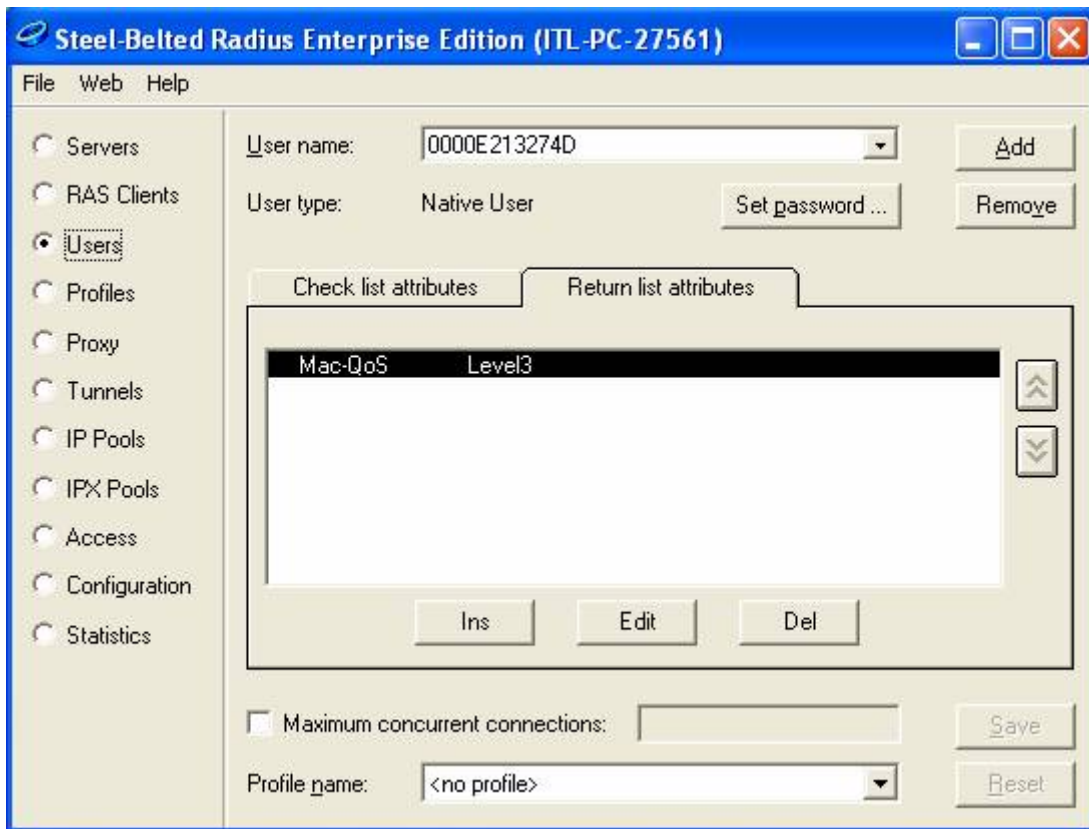 Steel-Belted Radius Enterprise Edition (ITL-PC-27561)
File Web Help
Servers
RAS Clients
Users
Profiles
Proxy
Tunnels
IP Pools
IPX Pools
Access
Configuration
Statistics
User name: 0000E213274D Add
User type: Native User Set password ... Remove
Check list attributes Return list attributes
Mac-QoS Level3
Ins Edit Del
Maximum concurrent connections: Save
Profile name: <no profile> Reset